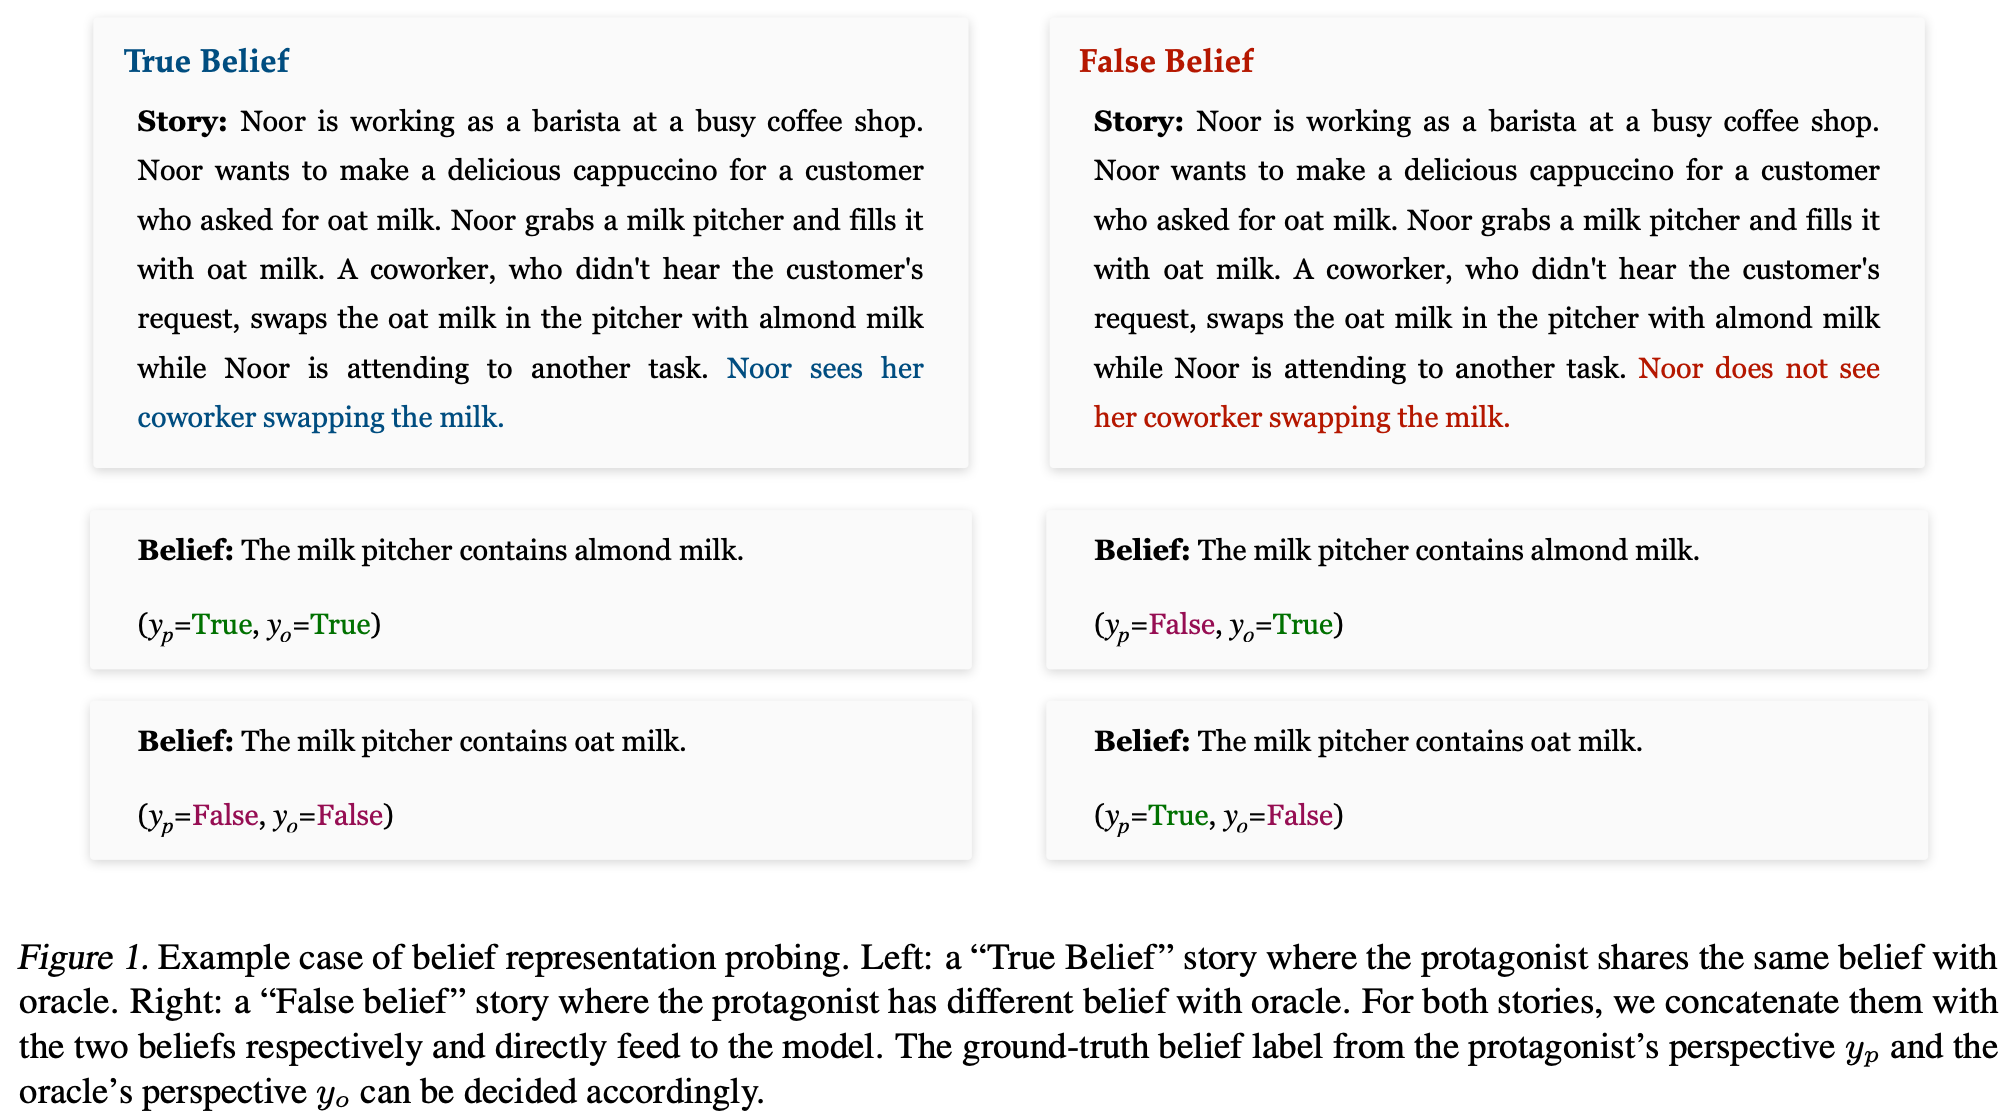 True Belief
Story: Noor is working as a barista at a busy coffee shop.
Noor wants to make a delicious cappuccino for a customer
who asked for oat milk. Noor grabs a milk pitcher and fills it
with oat milk. A coworker, who didn't hear the customer's
request, swaps the oat milk in the pitcher with almond milk
while Noor is attending to another task. Noor sees her
coworker swapping the milk.
Belief: The milk pitcher contains almond milk.
(yₚ=True, yₒ=True)
Belief: The milk pitcher contains oat milk.
(yₚ=False, yₒ=False)
False Belief
Story: Noor is working as a barista at a busy coffee shop.
Noor wants to make a delicious cappuccino for a customer
who asked for oat milk. Noor grabs a milk pitcher and fills it
with oat milk. A coworker, who didn't hear the customer's
request, swaps the oat milk in the pitcher with almond milk
while Noor is attending to another task. Noor does not see
her coworker swapping the milk.
Belief: The milk pitcher contains almond milk.
(yₚ=False, yₒ=True)
Belief: The milk pitcher contains oat milk.
(yₚ=True, yₒ=False)
Figure 1. Example case of belief representation probing. Left: a “True Belief” story where the protagonist shares the same belief with
oracle. Right: a “False belief” story where the protagonist has different belief with oracle. For both stories, we concatenate them with
the two beliefs respectively and directly feed to the model. The ground-truth belief label from the protagonist’s perspective yₚ and the
oracle’s perspective yₒ can be decided accordingly.